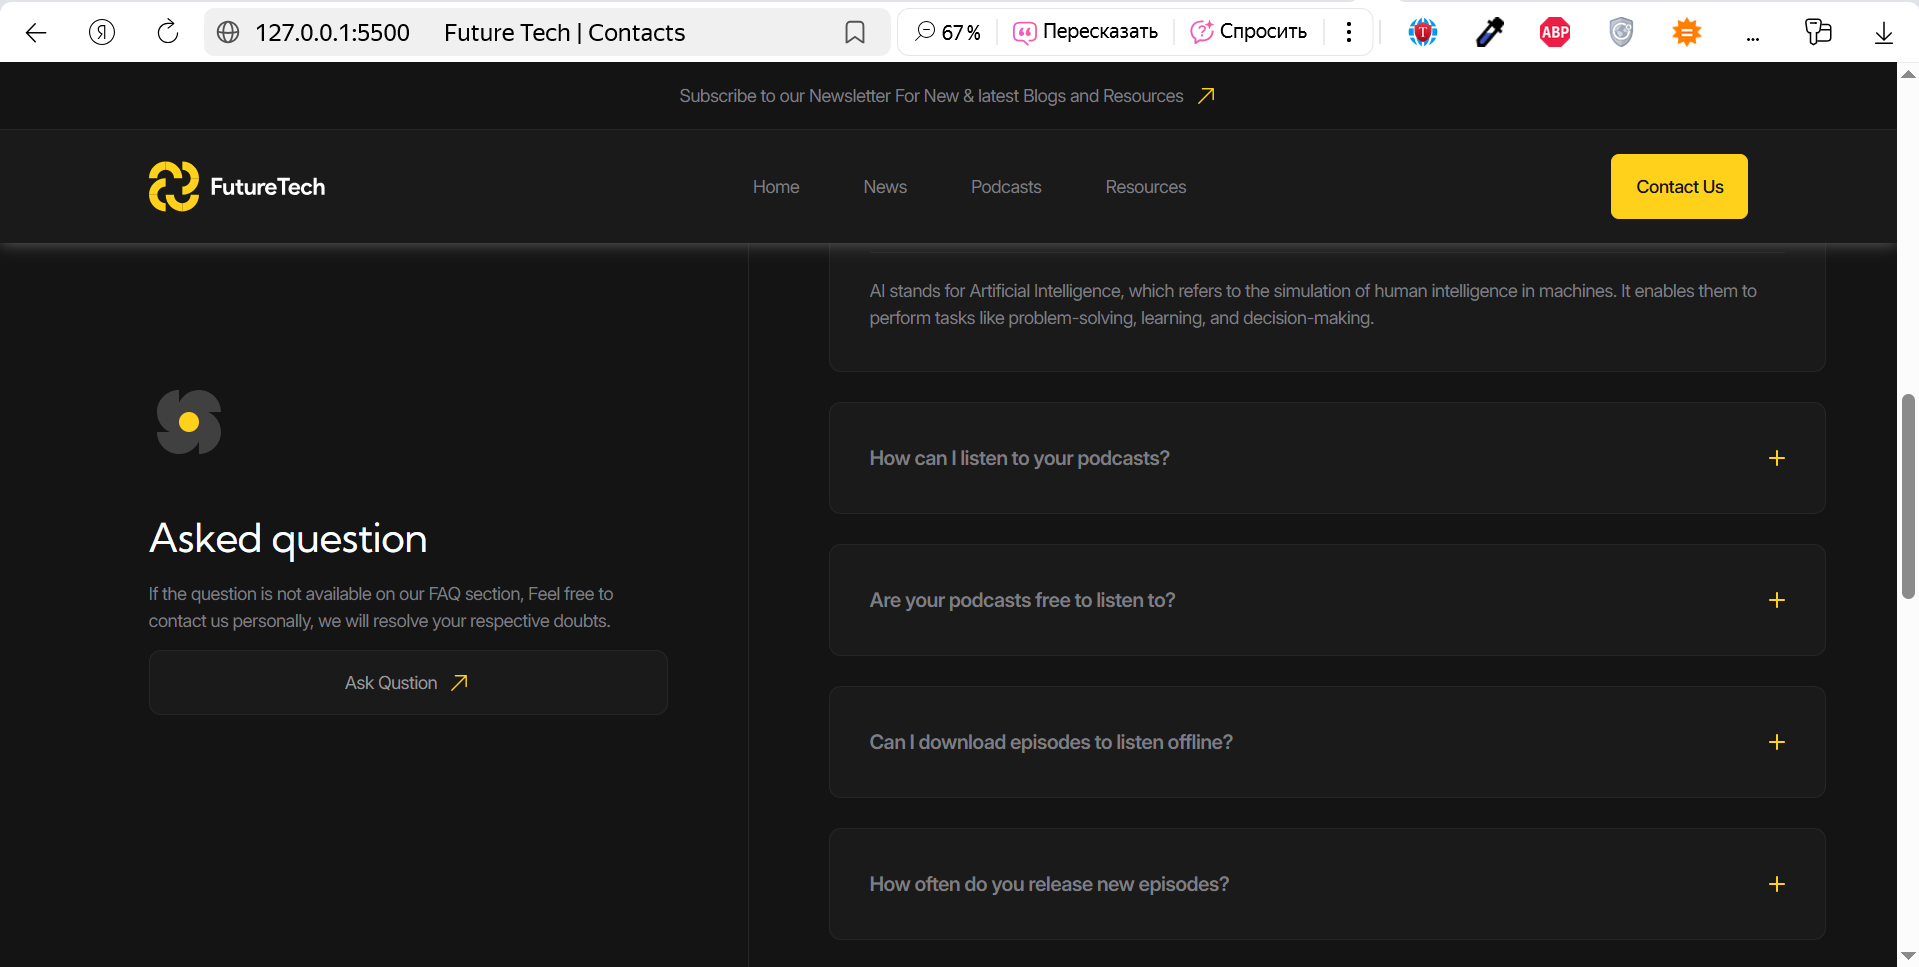 127.0.0.1:5500 Future Tech | Contacts 67 % Пересказать Спросить ABP
Subscribe to our Newsletter For New & latest Blogs and Resources
FutureTech Home News Podcasts Resources Contact Us
AI stands for Artificial Intelligence, which refers to the simulation of human intelligence in machines. It enables them to
perform tasks like problem-solving, learning, and decision-making.
Asked question
If the question is not available on our FAQ section, Feel free to
contact us personally, we will resolve your respective doubts.
Ask Qustion
How can I listen to your podcasts?
Are your podcasts free to listen to?
Can I download episodes to listen offline?
How often do you release new episodes?